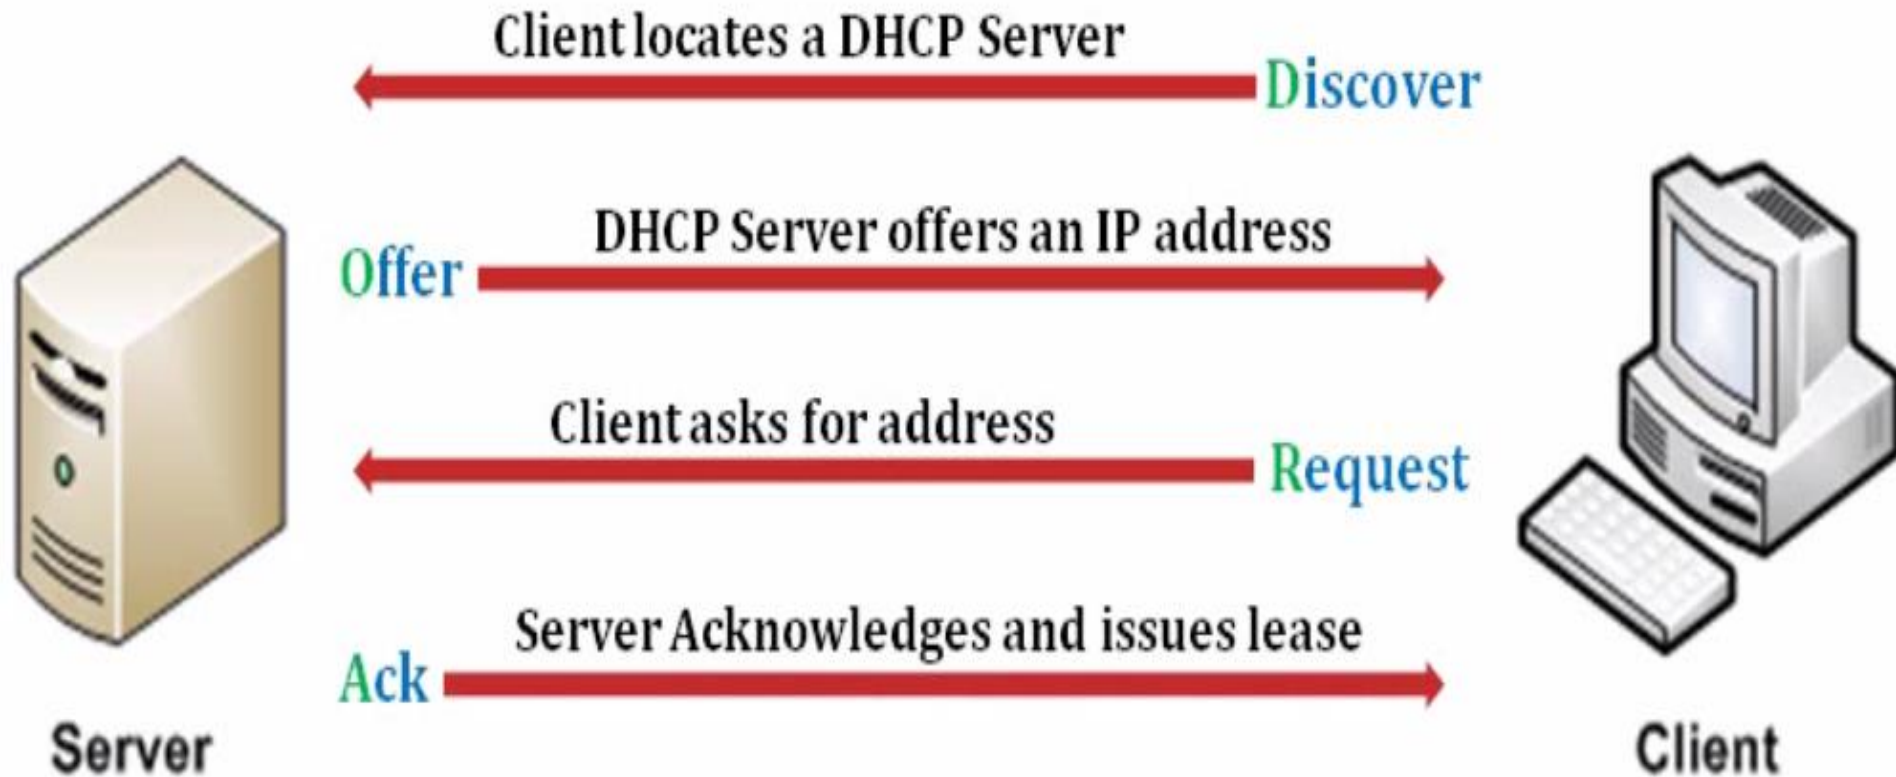 Client locates a DHCP Server
Discover
DHCP Server offers an IP address
Offer
Client asks for address
Request
Server Acknowledges and issues lease
Ack
Server
Client